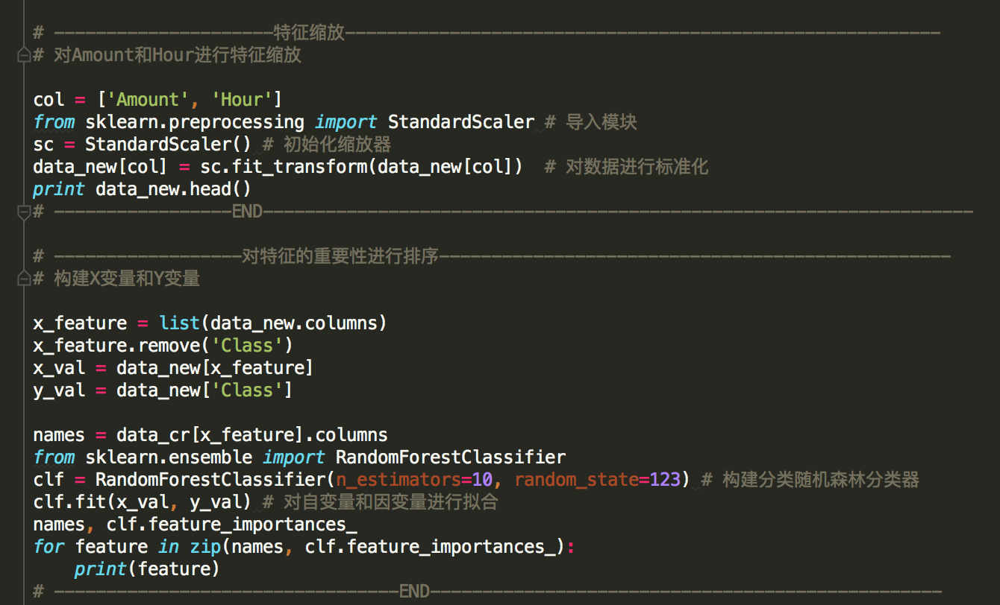 # —————————————————————特征缩放—————————————————————————————————————————————————————————
# 对Amount和Hour进行特征缩放
col = ['Amount', 'Hour']
from sklearn.preprocessing import StandardScaler # 导入模块
sc = StandardScaler() # 初始化缩放器
data_new[col] = sc.fit_transform(data_new[col])  # 对数据进行标准化
print data_new.head()
# —————————————————END————————————————————————————————————————————————————————————————————
# ——————————————————对特征的重要性进行排序—————————————————————————————————————————————————
# 构建X变量和Y变量
x_feature = list(data_new.columns)
x_feature.remove('Class')
x_val = data_new[x_feature]
y_val = data_new['Class']
names = data_cr[x_feature].columns
from sklearn.ensemble import RandomForestClassifier
clf = RandomForestClassifier(n_estimators=10, random_state=123) # 构建分类随机森林分类器
clf.fit(x_val, y_val) # 对自变量和因变量进行拟合
names, clf.feature_importances_
for feature in zip(names, clf.feature_importances_):
    print(feature)
# —————————————————————————————————END—————————————————————————————————————————————————